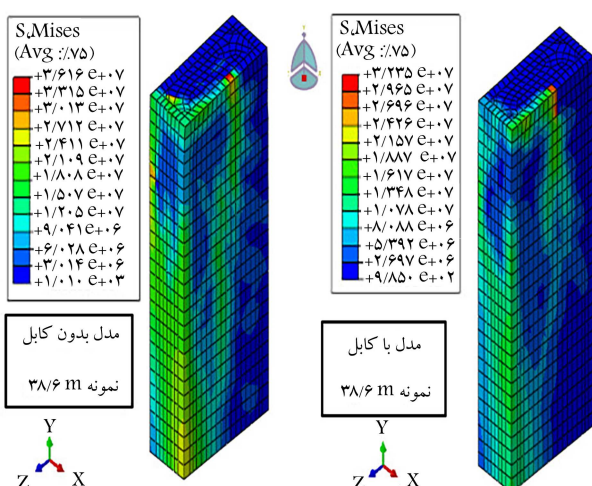 S,Mises
(Avg :٪۷۵)
+۳/۶۱۶ e+۰۷
+۳/۳۱۵ e+۰۷
+۳/۰۱۳ e+۰۷
+۲/۷۱۲ e+۰۷
+۲/۴۱۱ e+۰۷
+۲/۱۰۹ e+۰۷
+۱/۸۰۸ e+۰۷
+۱/۵۰۷ e+۰۷
+۱/۲۰۵ e+۰۷
+۹/۰۴۱ e+۰۶
+۶/۰۲۸ e+۰۶
+۳/۰۱۴ e+۰۶
+۱/۰۱۰ e+۰۳
مدل بدون کابل
نمونه ۳۸/۶ m
Y
Z
X
S,Mises
(Avg :٪۷۵)
+۳/۲۳۵ e+۰۷
+۲/۹۶۵ e+۰۷
+۲/۶۹۶ e+۰۷
+۲/۴۲۶ e+۰۷
+۲/۱۵۷ e+۰۷
+۱/۸۸۷ e+۰۷
+۱/۶۱۷ e+۰۷
+۱/۳۴۸ e+۰۷
+۱/۰۷۸ e+۰۷
+۸/۰۸۸ e+۰۶
+۵/۳۹۲ e+۰۶
+۲/۶۹۷ e+۰۶
+۹/۸۵۰ e+۰۲
مدل با کابل
نمونه ۳۸/۶ m
Y
Z
X